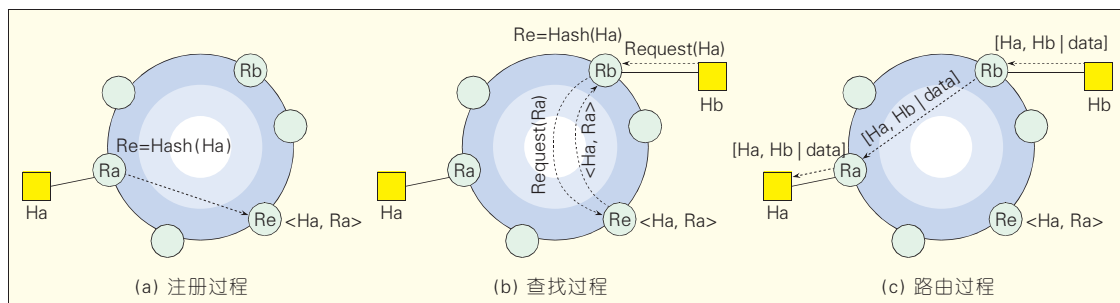 Rb
Re=Hash(Ha)
Ra
Ha
Re
<Ha, Ra>
(a) 注册过程
Re=Hash(Ha)
Request(Ha)
Rb
Hb
Request(Ra)
<Ha, Ra>
Ra
Ha
Re
<Ha, Ra>
(b) 查找过程
[Ha, Hb | data]
Rb
Hb
[Ha, Hb | data]
[Ha, Hb | data]
Ra
Ha
Re
<Ha, Ra>
(c) 路由过程